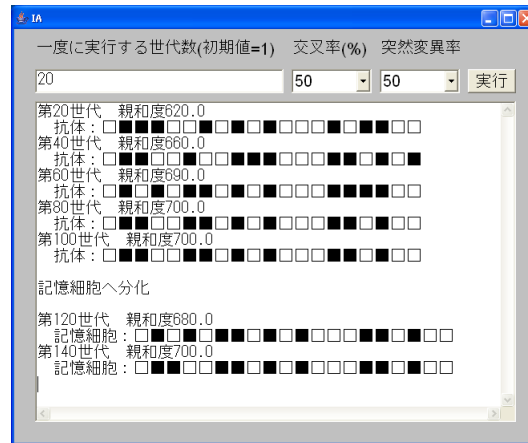 IA
一度に実行する世代数(初期値=1) 交叉率(%) 突然変異率
20 50 50 実行
第20世代 親和度620.0
抗体：□■■■□□■□■□■□□□■□■■□□
第40世代 親和度660.0
抗体：□■■□□■□□■■■□□□■■□■□■
第60世代 親和度690.0
抗体：□■□■□■■□■□■□□□■■■■□□
第80世代 親和度700.0
抗体：□■■□□■■□■□■□□□■■□■□□
第100世代 親和度700.0
抗体：□■■□□■■□■□■□□□■■□■□□
記憶細胞へ分化
第120世代 親和度680.0
記憶細胞：□■□■□■■□■□■□□□■■□■□□
第140世代 親和度700.0
記憶細胞：□■■□□■■□■□■□□□■■□■□□